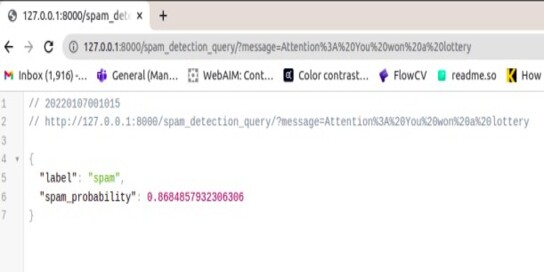 127.0.0.1:8000/spam_det
127.0.0.1:8000/spam_detection_query/?message=Attention%3A%20You%20won%20a%20lottery
Inbox (1,916) -... General (Man... WebAIM: Cont... Color contrast... FlowCV readme.so How
1 // 20220107001015
2 // http://127.0.0.1:8000/spam_detection_query/?message=Attention%3A%20You%20won%20a%20lottery
3
4 {
5 "label": "spam",
6 "spam_probability": 0.8684857932306306
7 }